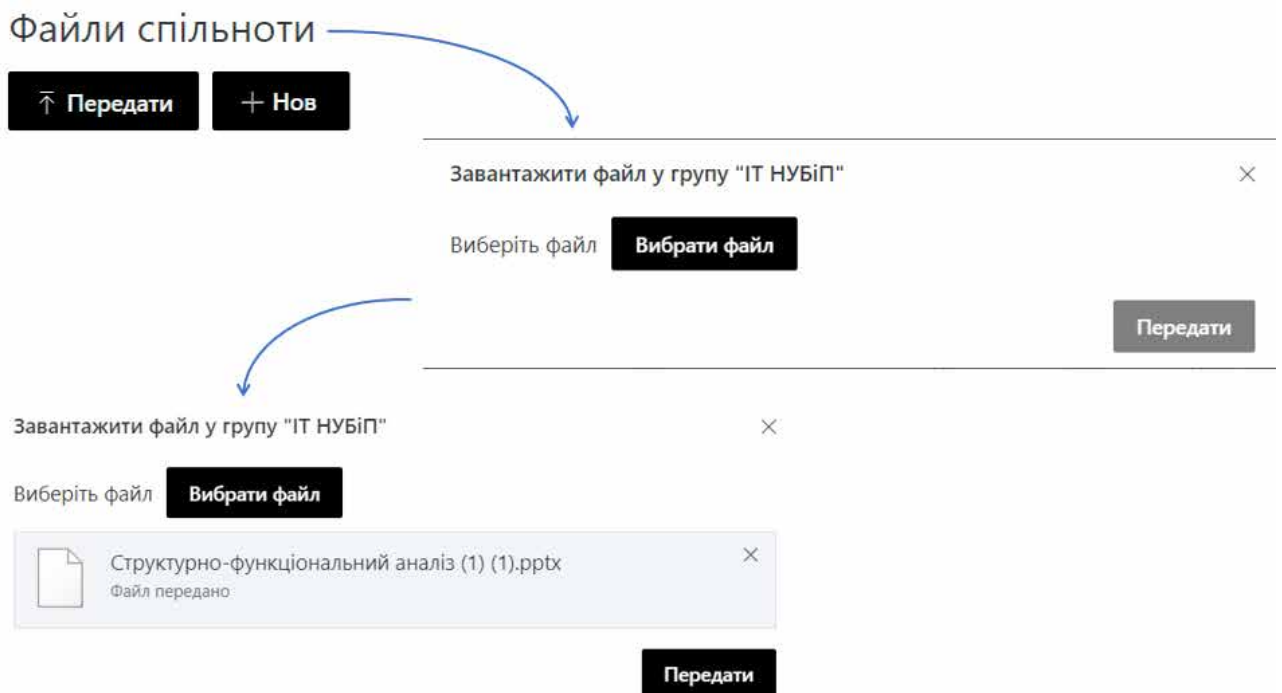 Файли спільноти
Передати
Нов
Завантажити файл у групу "ІТ НУБіП"
Виберіть файл Вибрати файл
Передати
Завантажити файл у групу "ІТ НУБіП"
Виберіть файл Вибрати файл
Структурно-функціональний аналіз (1) (1).pptx
Файл передано
Передати